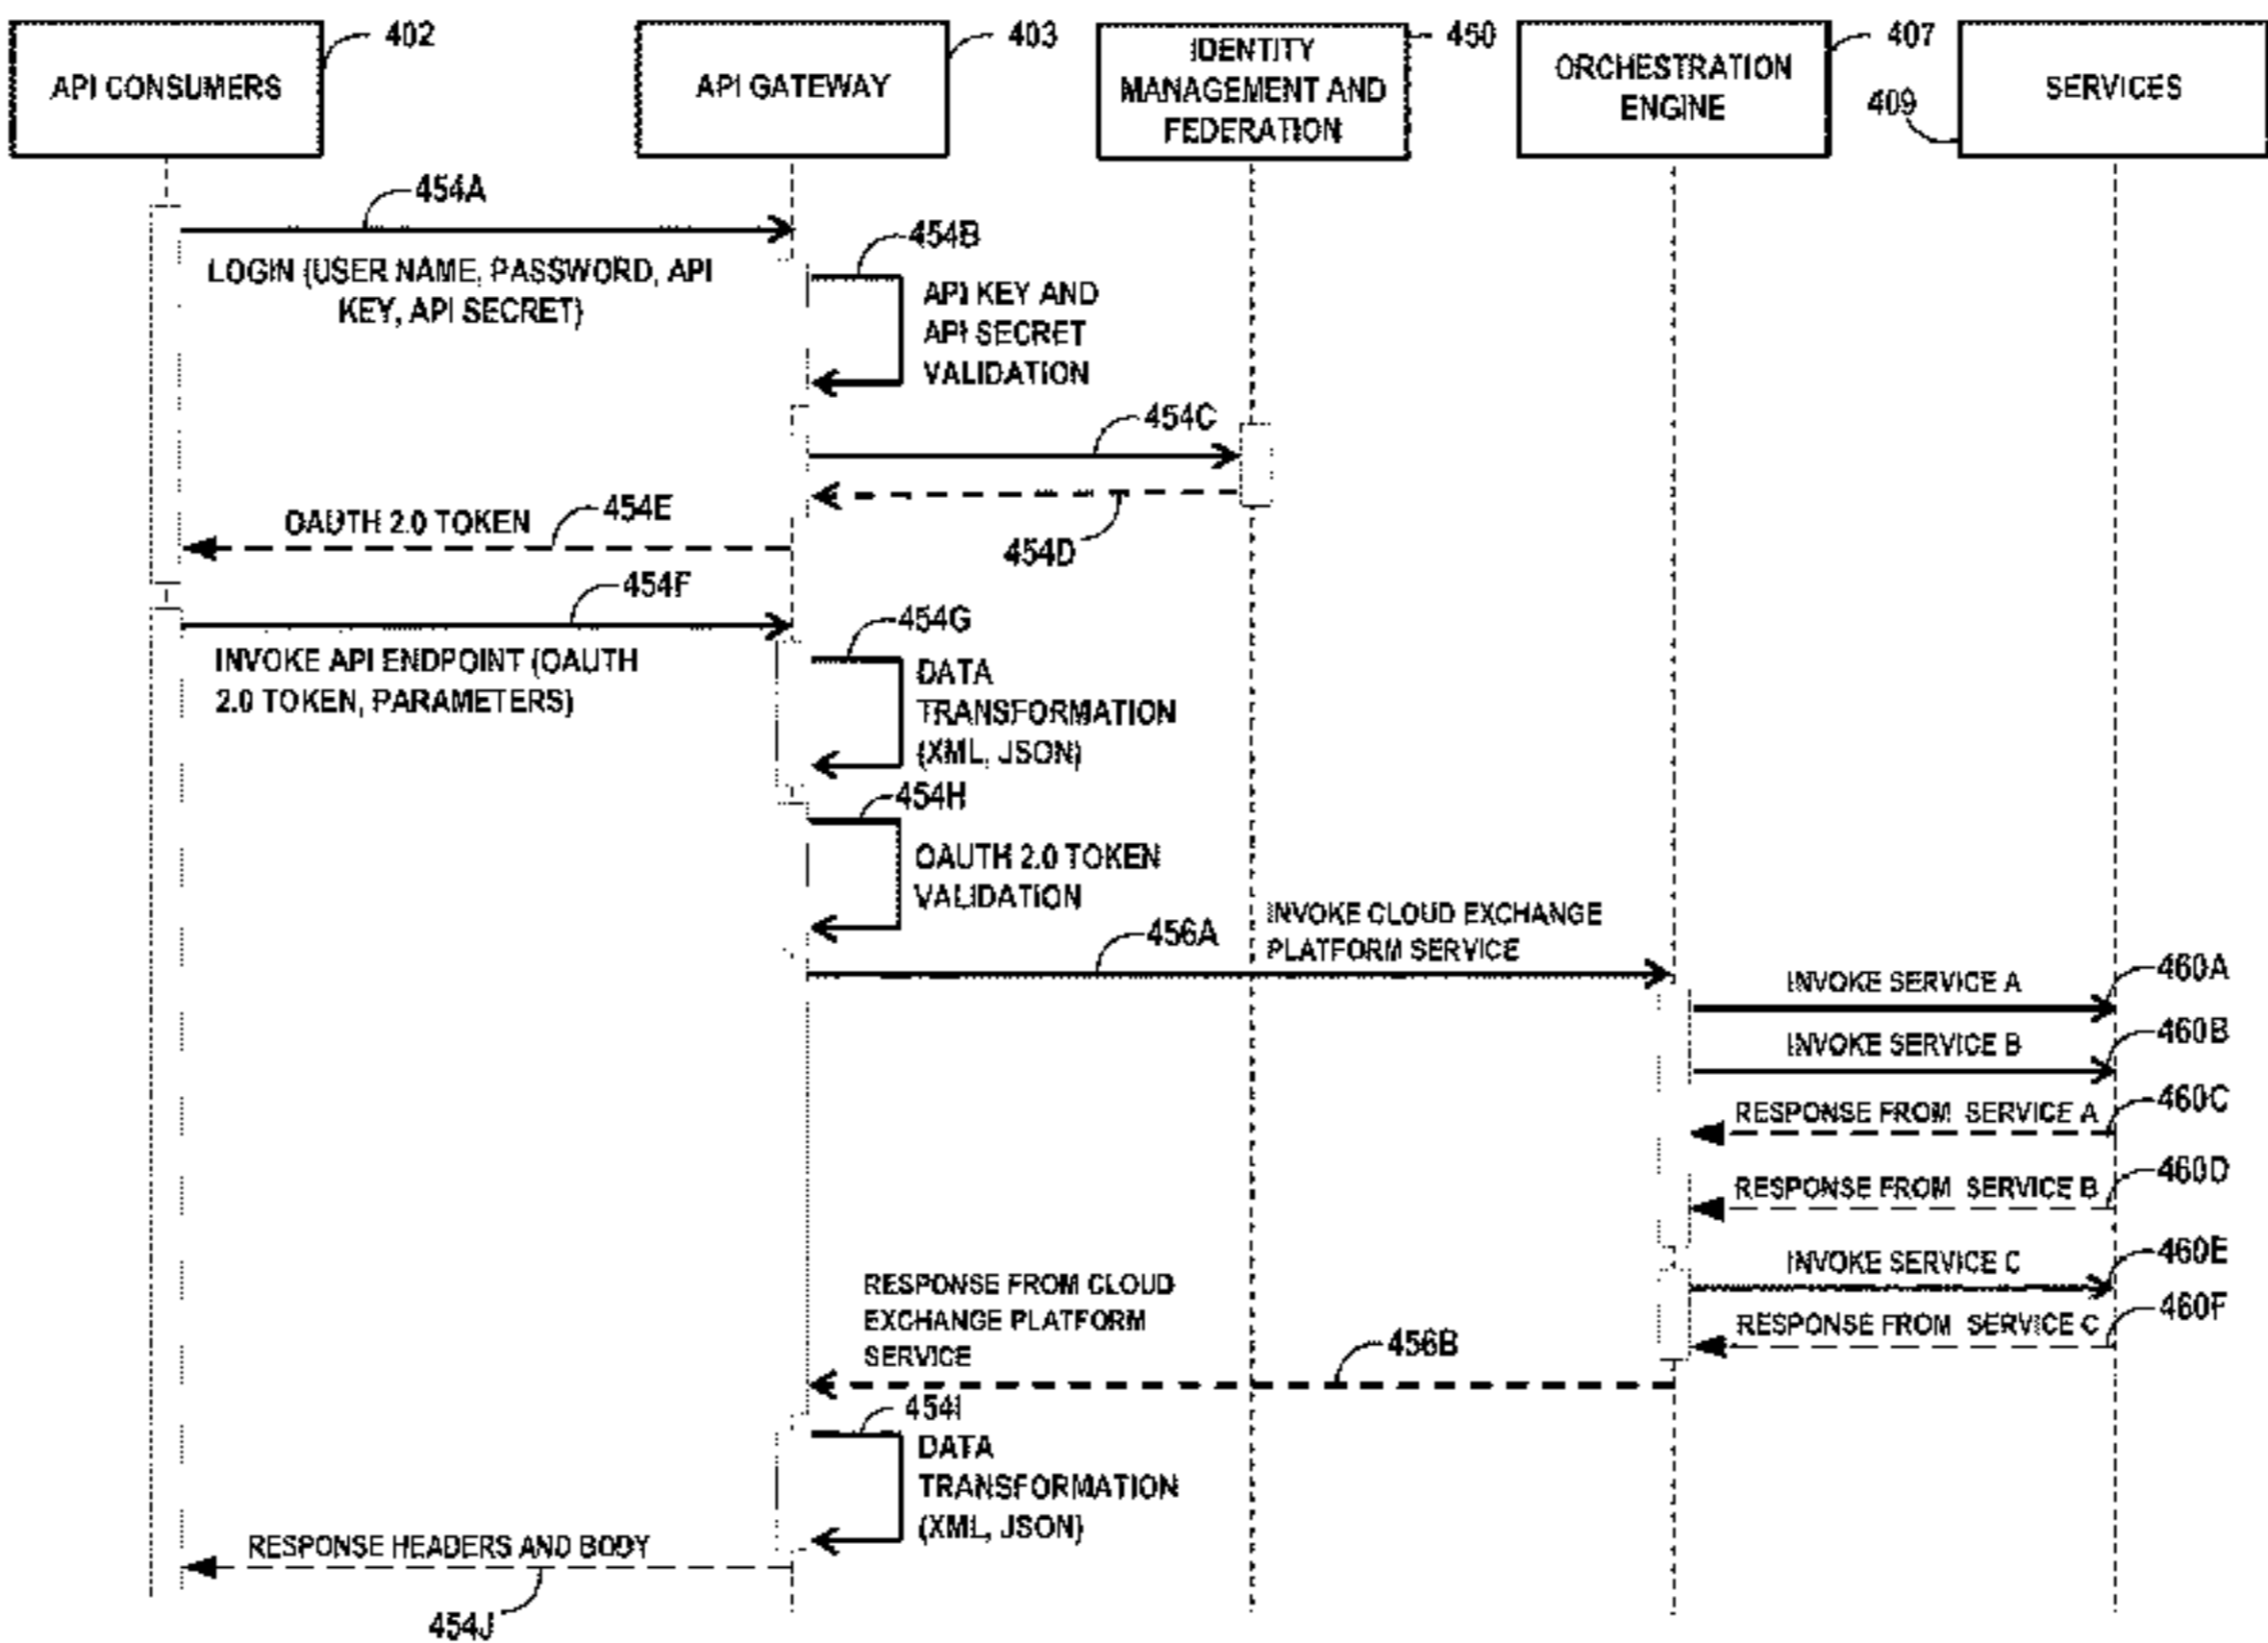 402
403
450
407
409
API CONSUMERS
API GATEWAY
IDENTITY
MANAGEMENT AND
FEDERATION
ORCHESTRATION
ENGINE
SERVICES
454A
LOGIN (USER NAME, PASSWORD, API
KEY, API SECRET)
454B
API KEY AND
API SECRET
VALIDATION
454C
454D
OAUTH 2.0 TOKEN
454E
454F
INVOKE API ENDPOINT (OAUTH
2.0 TOKEN, PARAMETERS)
454G
DATA
TRANSFORMATION
(XML, JSON)
454H
OAUTH 2.0 TOKEN
VALIDATION
456A
INVOKE CLOUD EXCHANGE
PLATFORM SERVICE
INVOKE SERVICE A
460A
INVOKE SERVICE B
460B
RESPONSE FROM SERVICE A
460C
RESPONSE FROM SERVICE B
460D
INVOKE SERVICE C
460E
RESPONSE FROM SERVICE C
460F
RESPONSE FROM CLOUD
EXCHANGE PLATFORM
SERVICE
456B
454I
DATA
TRANSFORMATION
(XML, JSON)
RESPONSE HEADERS AND BODY
454J